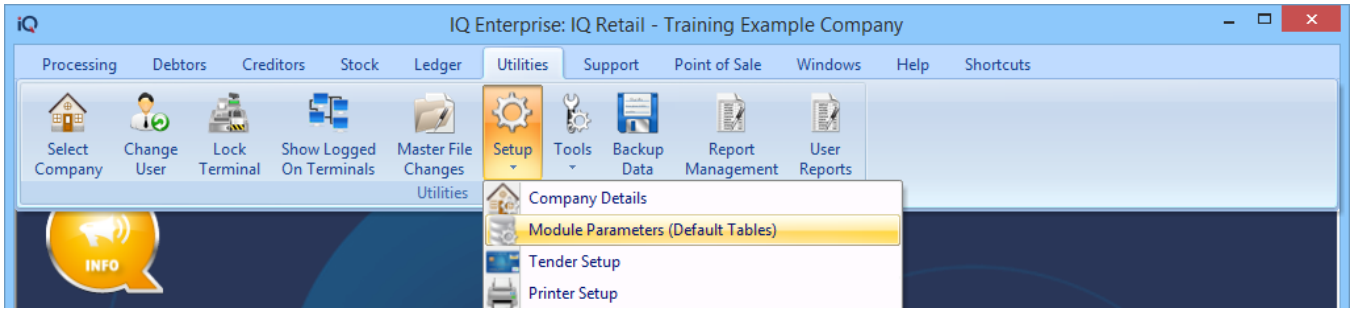 iQ IQ Enterprise: IQ Retail - Training Example Company
Processing Debtors Creditors Stock Ledger Utilities Support Point of Sale Windows Help Shortcuts
Select Change Lock Show Logged Master File Setup Tools Backup Report User
Company User Terminal On Terminals Changes Data Management Reports
Utilities
Company Details
Module Parameters (Default Tables)
INFO
Tender Setup
Printer Setup